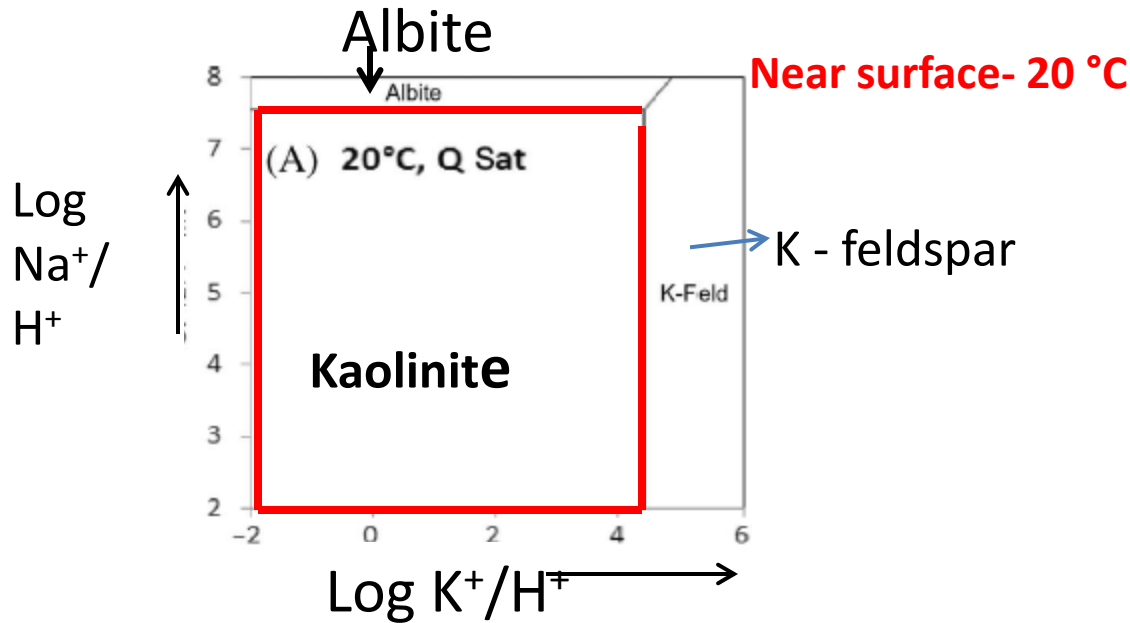 Albite
Near surface- 20 °C
8
Albite
7
(A) 20°C, Q Sat
Log
Na⁺/
H⁺
6
K - feldspar
5
K-Feld
4
Kaolinite
3
2
−2 0 2 4 6
Log K⁺/H⁺